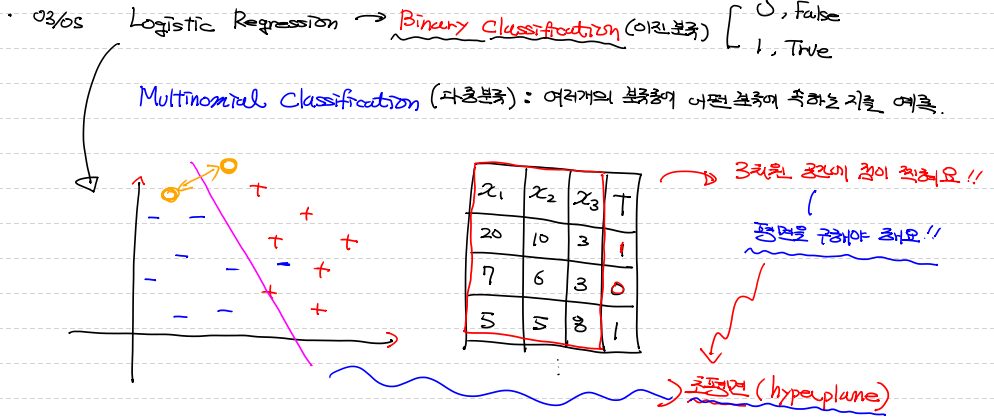 · 03/05 Logistic Regression → Binary Classification (이진분류) [ 0, False
1, True
Multinomial Classification (다중분류) : 여러개의 분류중에 어떤 분류에 속하는지를 예측.
x₁ x₂ x₃ T
20 10 3 1
7 6 3 0
5 5 8 1
⋮
3차원 공간에 점이 찍혀요!!
평면을 구해야 해요!!
초평면 (hyperplane)